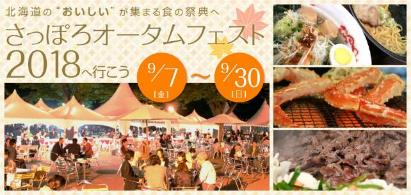 北海道の"おいしい"が集まる食の祭典へ
さっぽろオータムフェスト
2018へ行こう
9/7 [金] ～ 9/30 [日]